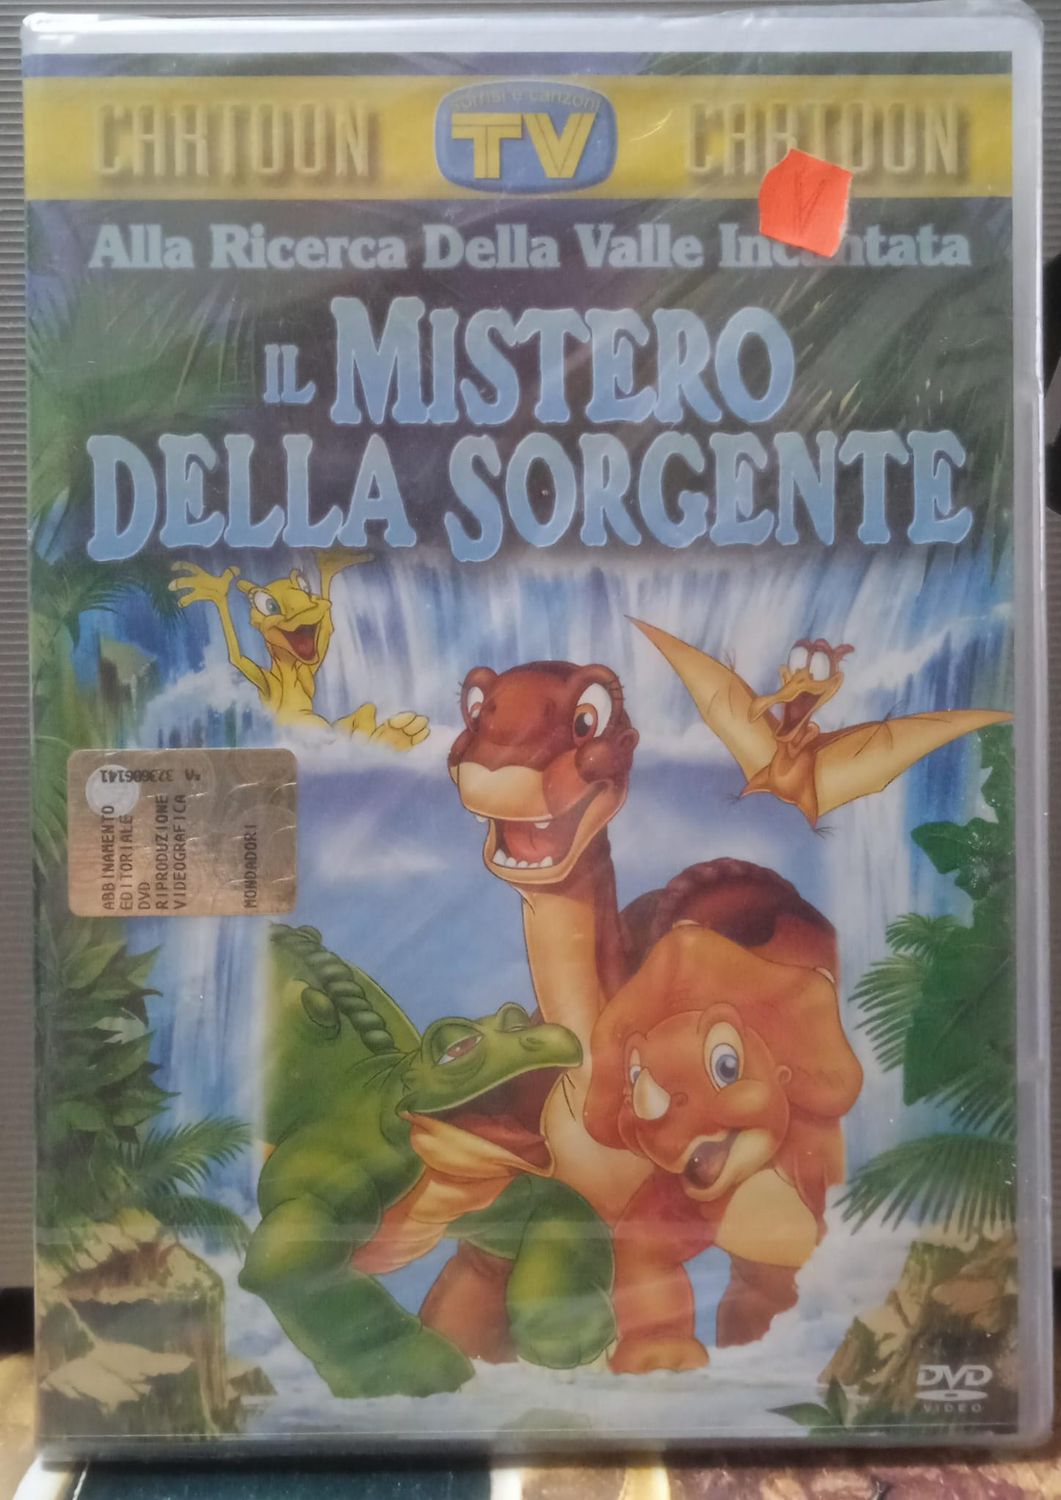 CARTOON
sorrisi e canzoni
TV
CARTOON
V
Alla Ricerca Della Valle Incantata
IL MISTERO
DELLA SORGENTE
*A 323606141
ABBINAMENTO
EDITORIALE
DVD
RIPRODUZIONE
VIDEOGRAFICA
MONDADORI
DVD
VIDEO